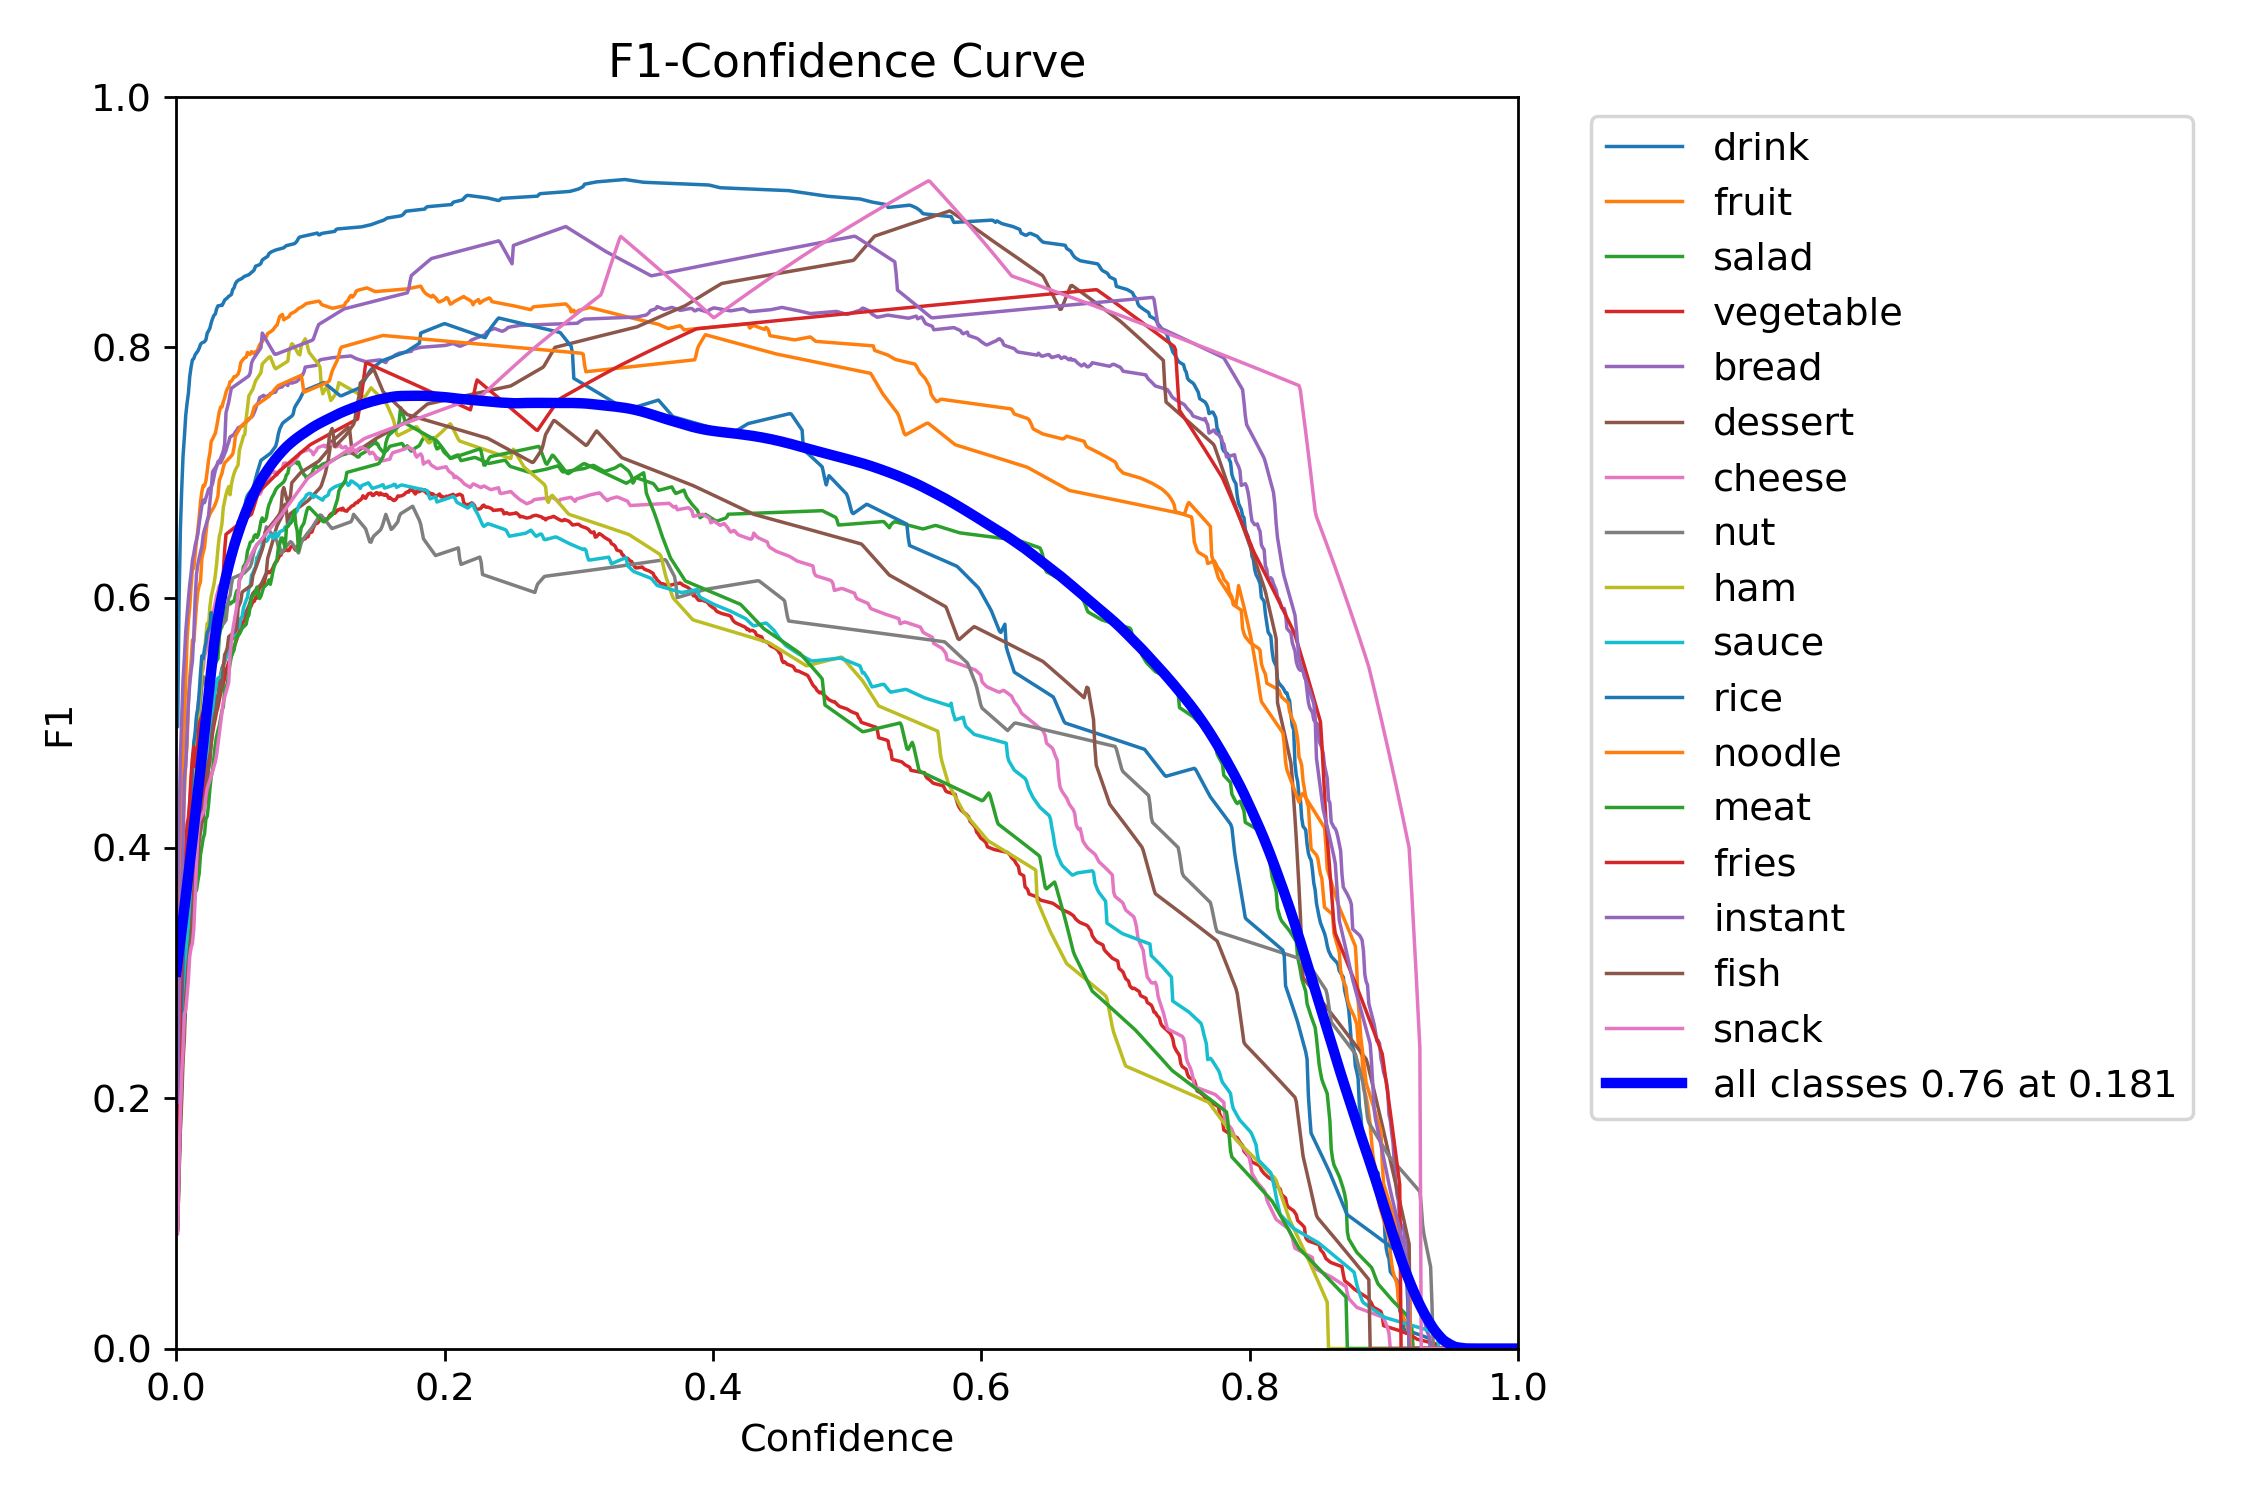 F1-Confidence Curve
1.0
0.8
0.6
0.4
0.2
0.0
F1
0.0 0.2 0.4 0.6 0.8 1.0
Confidence
drink
fruit
salad
vegetable
bread
dessert
cheese
nut
ham
sauce
rice
noodle
meat
fries
instant
fish
snack
all classes 0.76 at 0.181